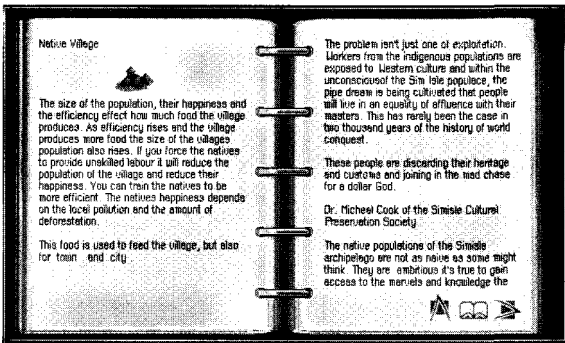 Native Village
The size of the population, their happiness and
the efficiency effect how much food the village
produces. As efficiency rises and the village
produces more food the size of the villages
population also rises. If you force the natives
to provide unskilled labour it will reduce the
population of the village and reduce their
happiness. You can train the natives to be
more efficient. The natives happiness depends
on the local pollution and the amount of
deforestation.
This food is used to feed the village, but also
for town and city
The problem isn't just one of exploitation.
Workers from the indigenous populations are
exposed to Western culture and within the
unconscious of the Sim Isle populace, the
pipe dream is being cultivated that people
will live in an equality of affluence with their
masters. This has rarely been the case in
two thousand years of the history of world
conquest.
These people are discarding their heritage
and customs and joining in the mad chase
for a dollar God.
Dr. Micheal Cook of the Simisle Cultural
Preservation Society
The native populations of the Simisle
archipelago are not as naive as some might
think. They are ambitious it's true to gain
access to the marvels and knowledge the